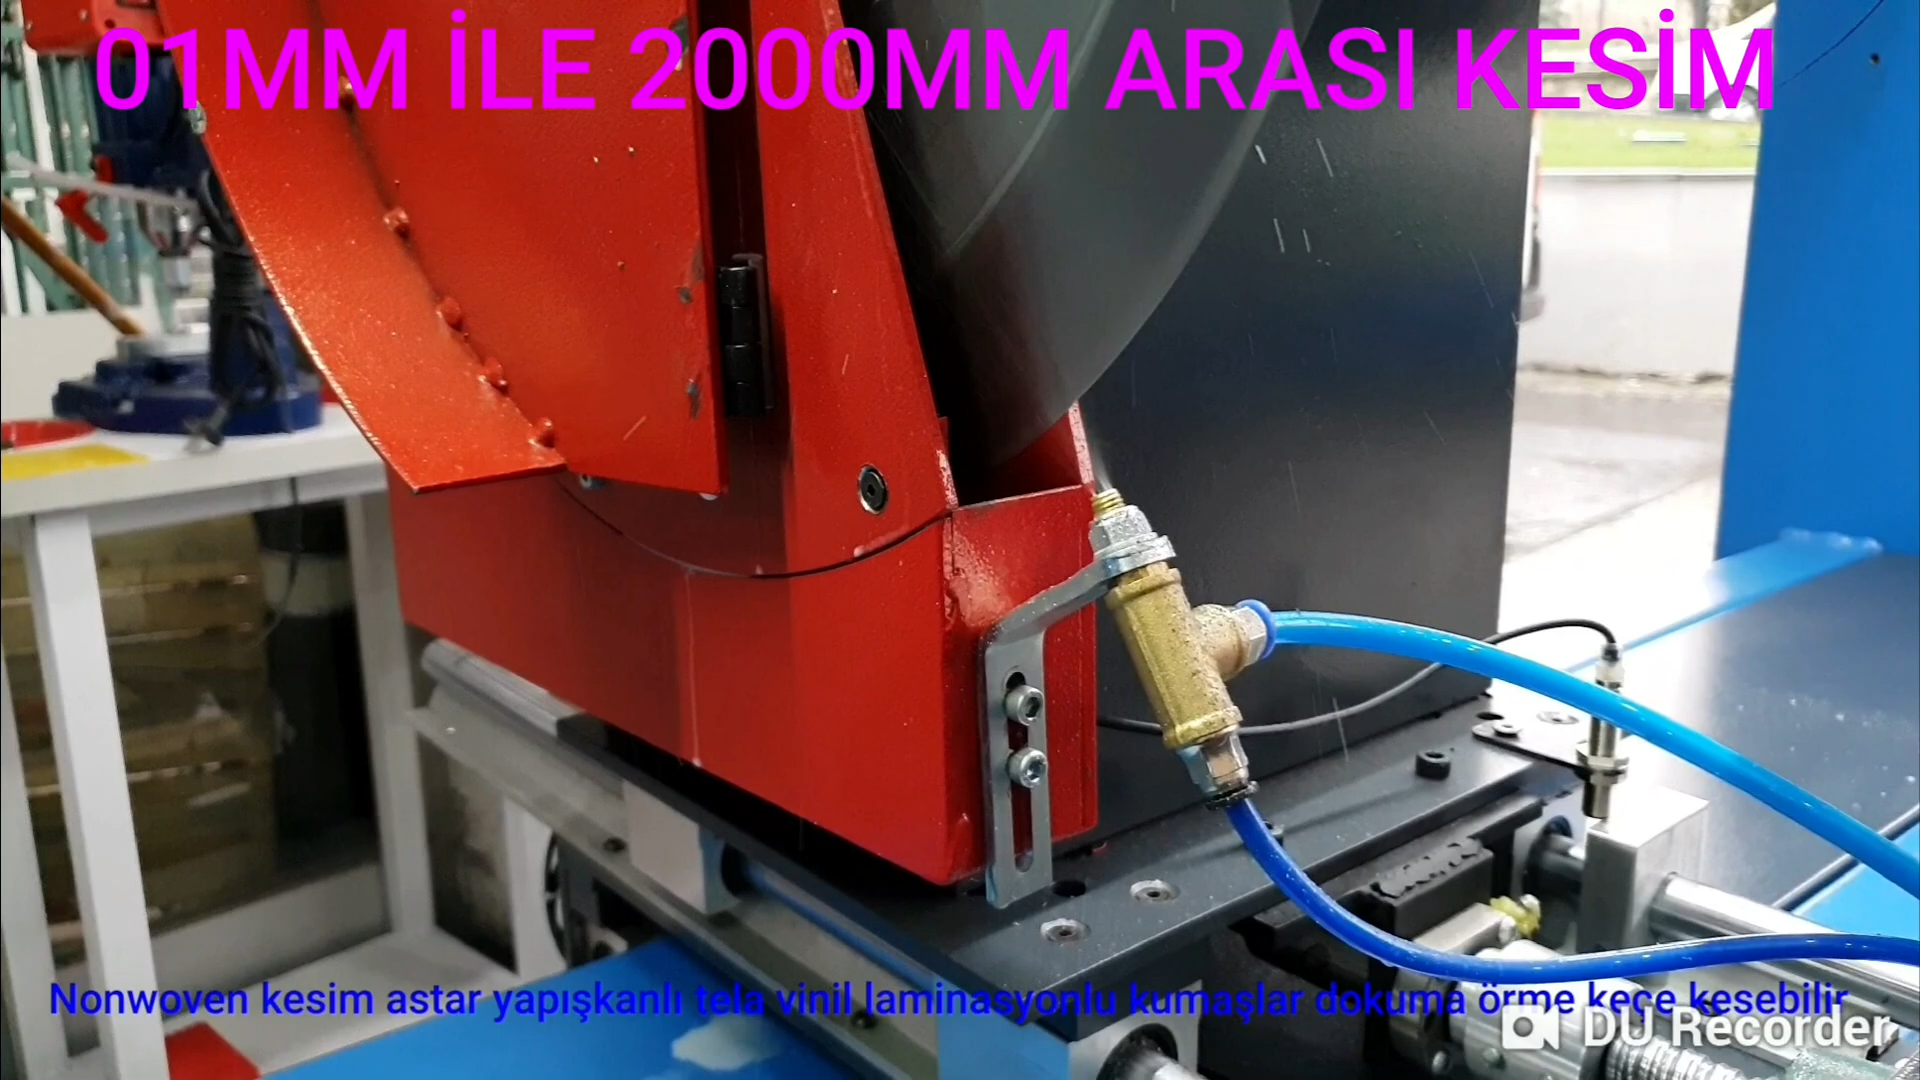 01MM İLE 2000MM ARASI KESİM
Nonwoven kesim astar yapışkanlı tela vinil laminasyonlu kumaşlar dokuma örme keçe kesebilir
DU Recorder